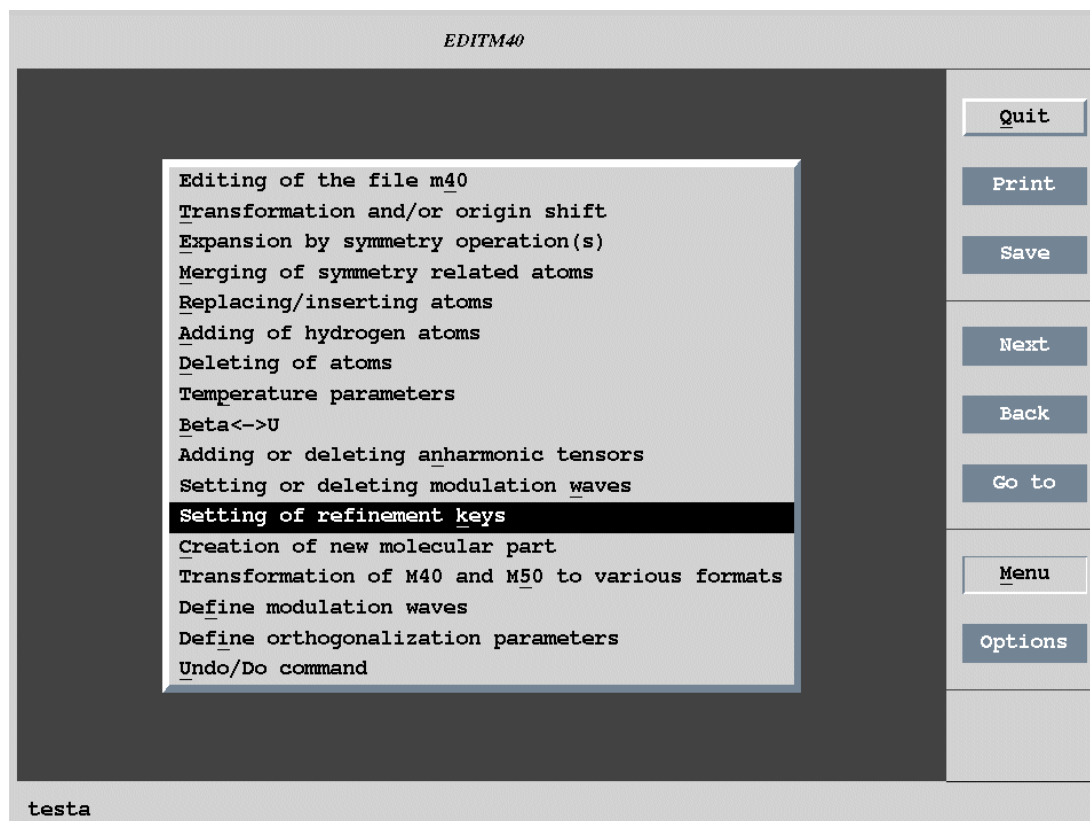 EDITM40
Editing of the file m40
Transformation and/or origin shift
Expansion by symmetry operation(s)
Merging of symmetry related atoms
Replacing/inserting atoms
Adding of hydrogen atoms
Deleting of atoms
Temperature parameters
Beta<->U
Adding or deleting anharmonic tensors
Setting or deleting modulation waves
Setting of refinement keys
Creation of new molecular part
Transformation of M40 and M50 to various formats
Define modulation waves
Define orthogonalization parameters
Undo/Do command
Quit
Print
Save
Next
Back
Go to
Menu
Options
testa